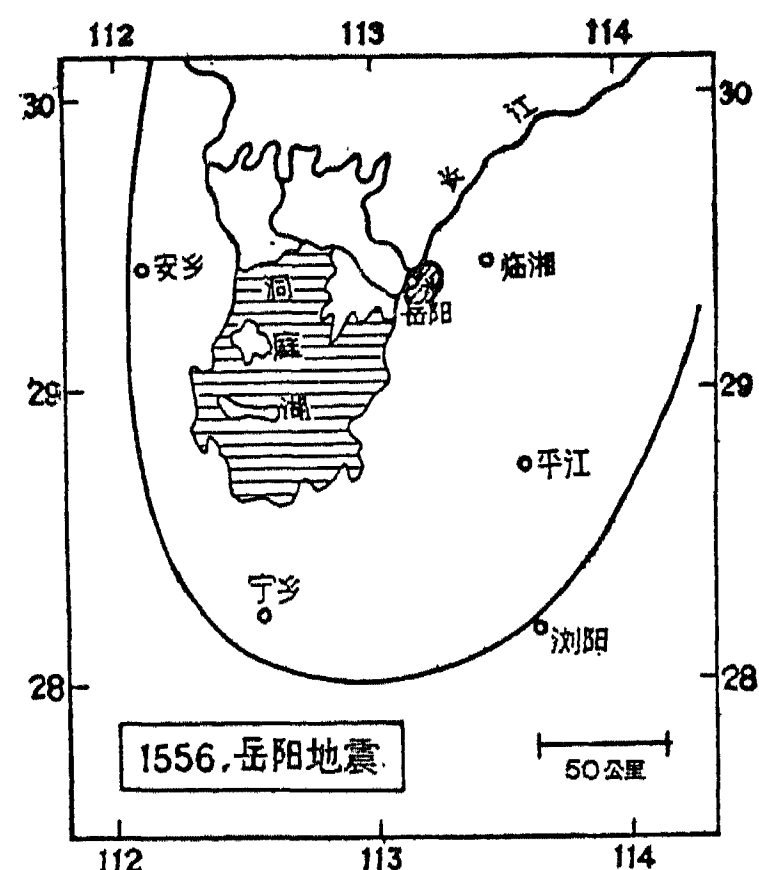 112 113 114
30 30
长江
安乡
临湘
岳阳
洞庭湖
29 29
平江
宁乡
浏阳
28 28
1556.岳阳地震
50公里
112 113 114